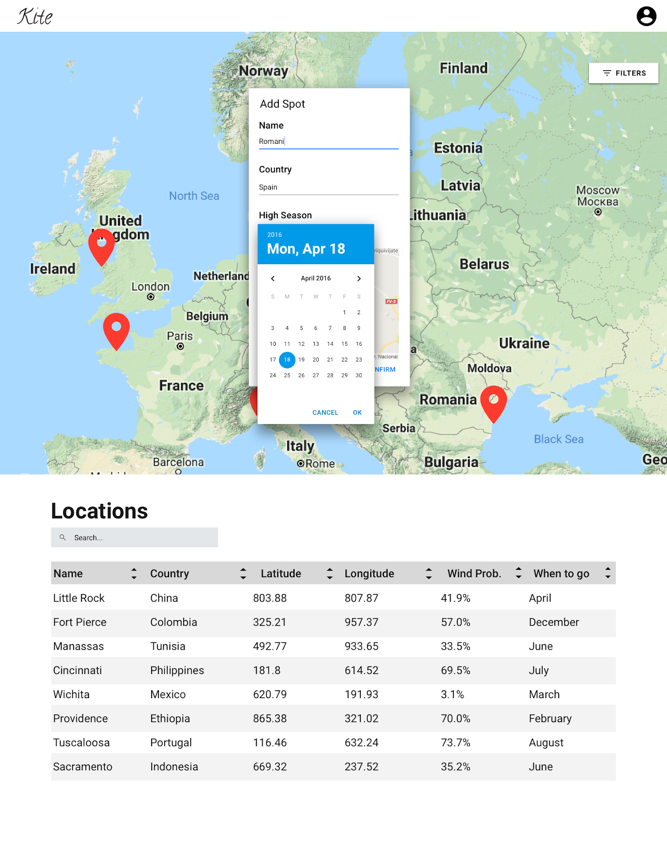 Kite
Norway
Finland
FILTERS
Add Spot
Name
Romani
Estonia
Country
Latvia
Moscow
Москва
North Sea
Spain
United
Kingdom
High Season
Lithuania
2016
Mon, Apr 18
Ireland
Netherland
Belarus
April 2016
London
S M T W T F S
Belgium
1 2
3 4 5 6 7 8 9
Paris
10 11 12 13 14 15 16
Ukraine
17 18 19 20 21 22 23
Moldova
NFIRM
24 25 26 27 28 29 30
France
Romania
CANCEL OK
Serbia
Black Sea
Italy
Barcelona
Rome
Bulgaria
Geo
Locations
Search...
Name Country Latitude Longitude Wind Prob. When to go
Little Rock China 803.88 807.87 41.9% April
Fort Pierce Colombia 325.21 957.37 57.0% December
Manassas Tunisia 492.77 933.65 33.5% June
Cincinnati Philippines 181.8 614.52 69.5% July
Wichita Mexico 620.79 191.93 3.1% March
Providence Ethiopia 865.38 321.02 70.0% February
Tuscaloosa Portugal 116.46 632.24 73.7% August
Sacramento Indonesia 669.32 237.52 35.2% June